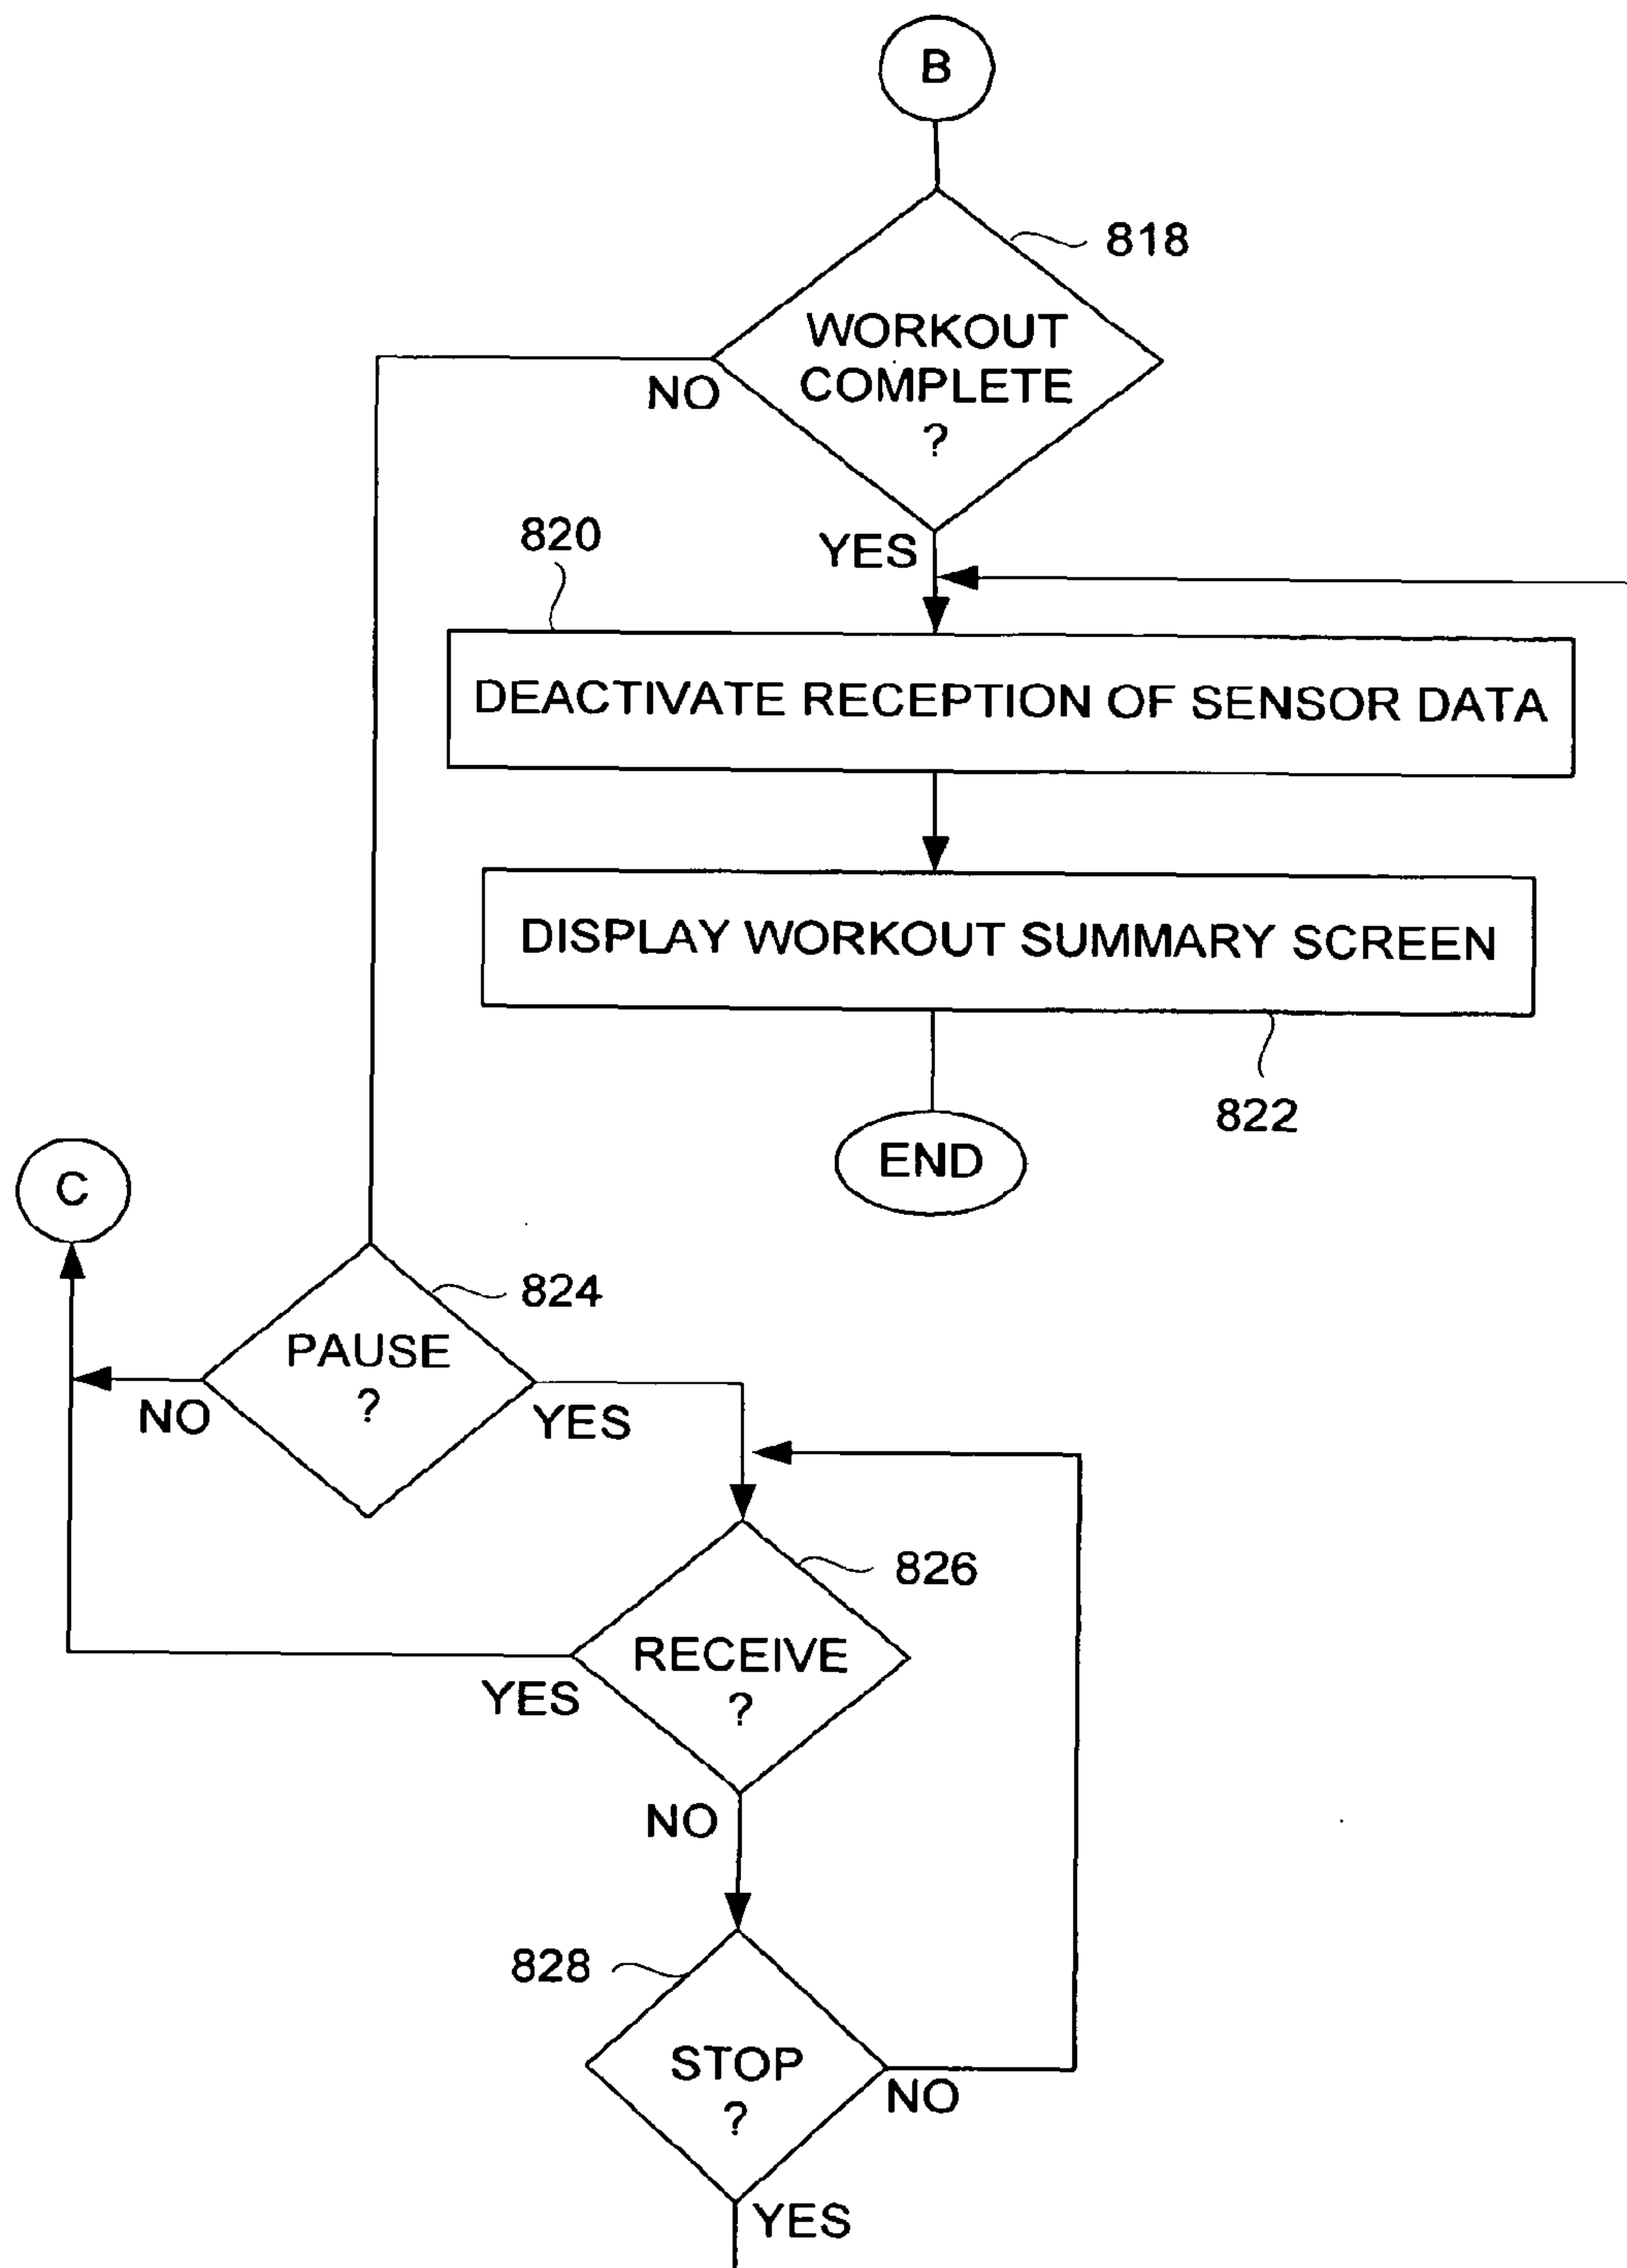 B
818
WORKOUT
COMPLETE
?
NO
YES
820
DEACTIVATE RECEPTION OF SENSOR DATA
DISPLAY WORKOUT SUMMARY SCREEN
822
END
C
824
PAUSE
?
NO
YES
826
RECEIVE
?
YES
NO
828
STOP
?
NO
YES